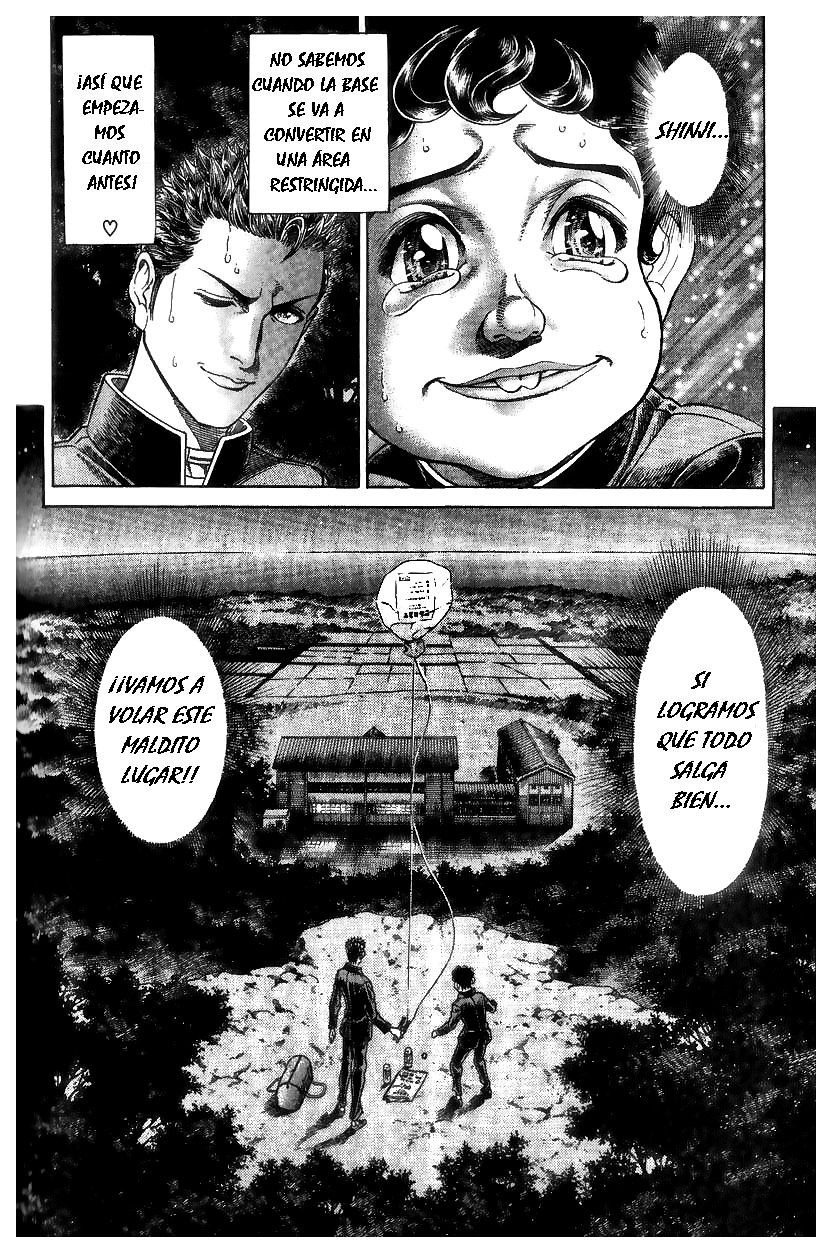 SHINJI...
NO SABEMOS
CUANDO LA BASE
SE VA A
CONVERTIR EN
UNA ÁREA
RESTRINGIDA...
¡ASÍ QUE
EMPEZA-
MOS
CUANTO
ANTES!
♡
SI
LOGRAMOS
QUE TODO
SALGA
BIEN...
¡¡VAMOS A
VOLAR ESTE
MALDITO
LUGAR!!